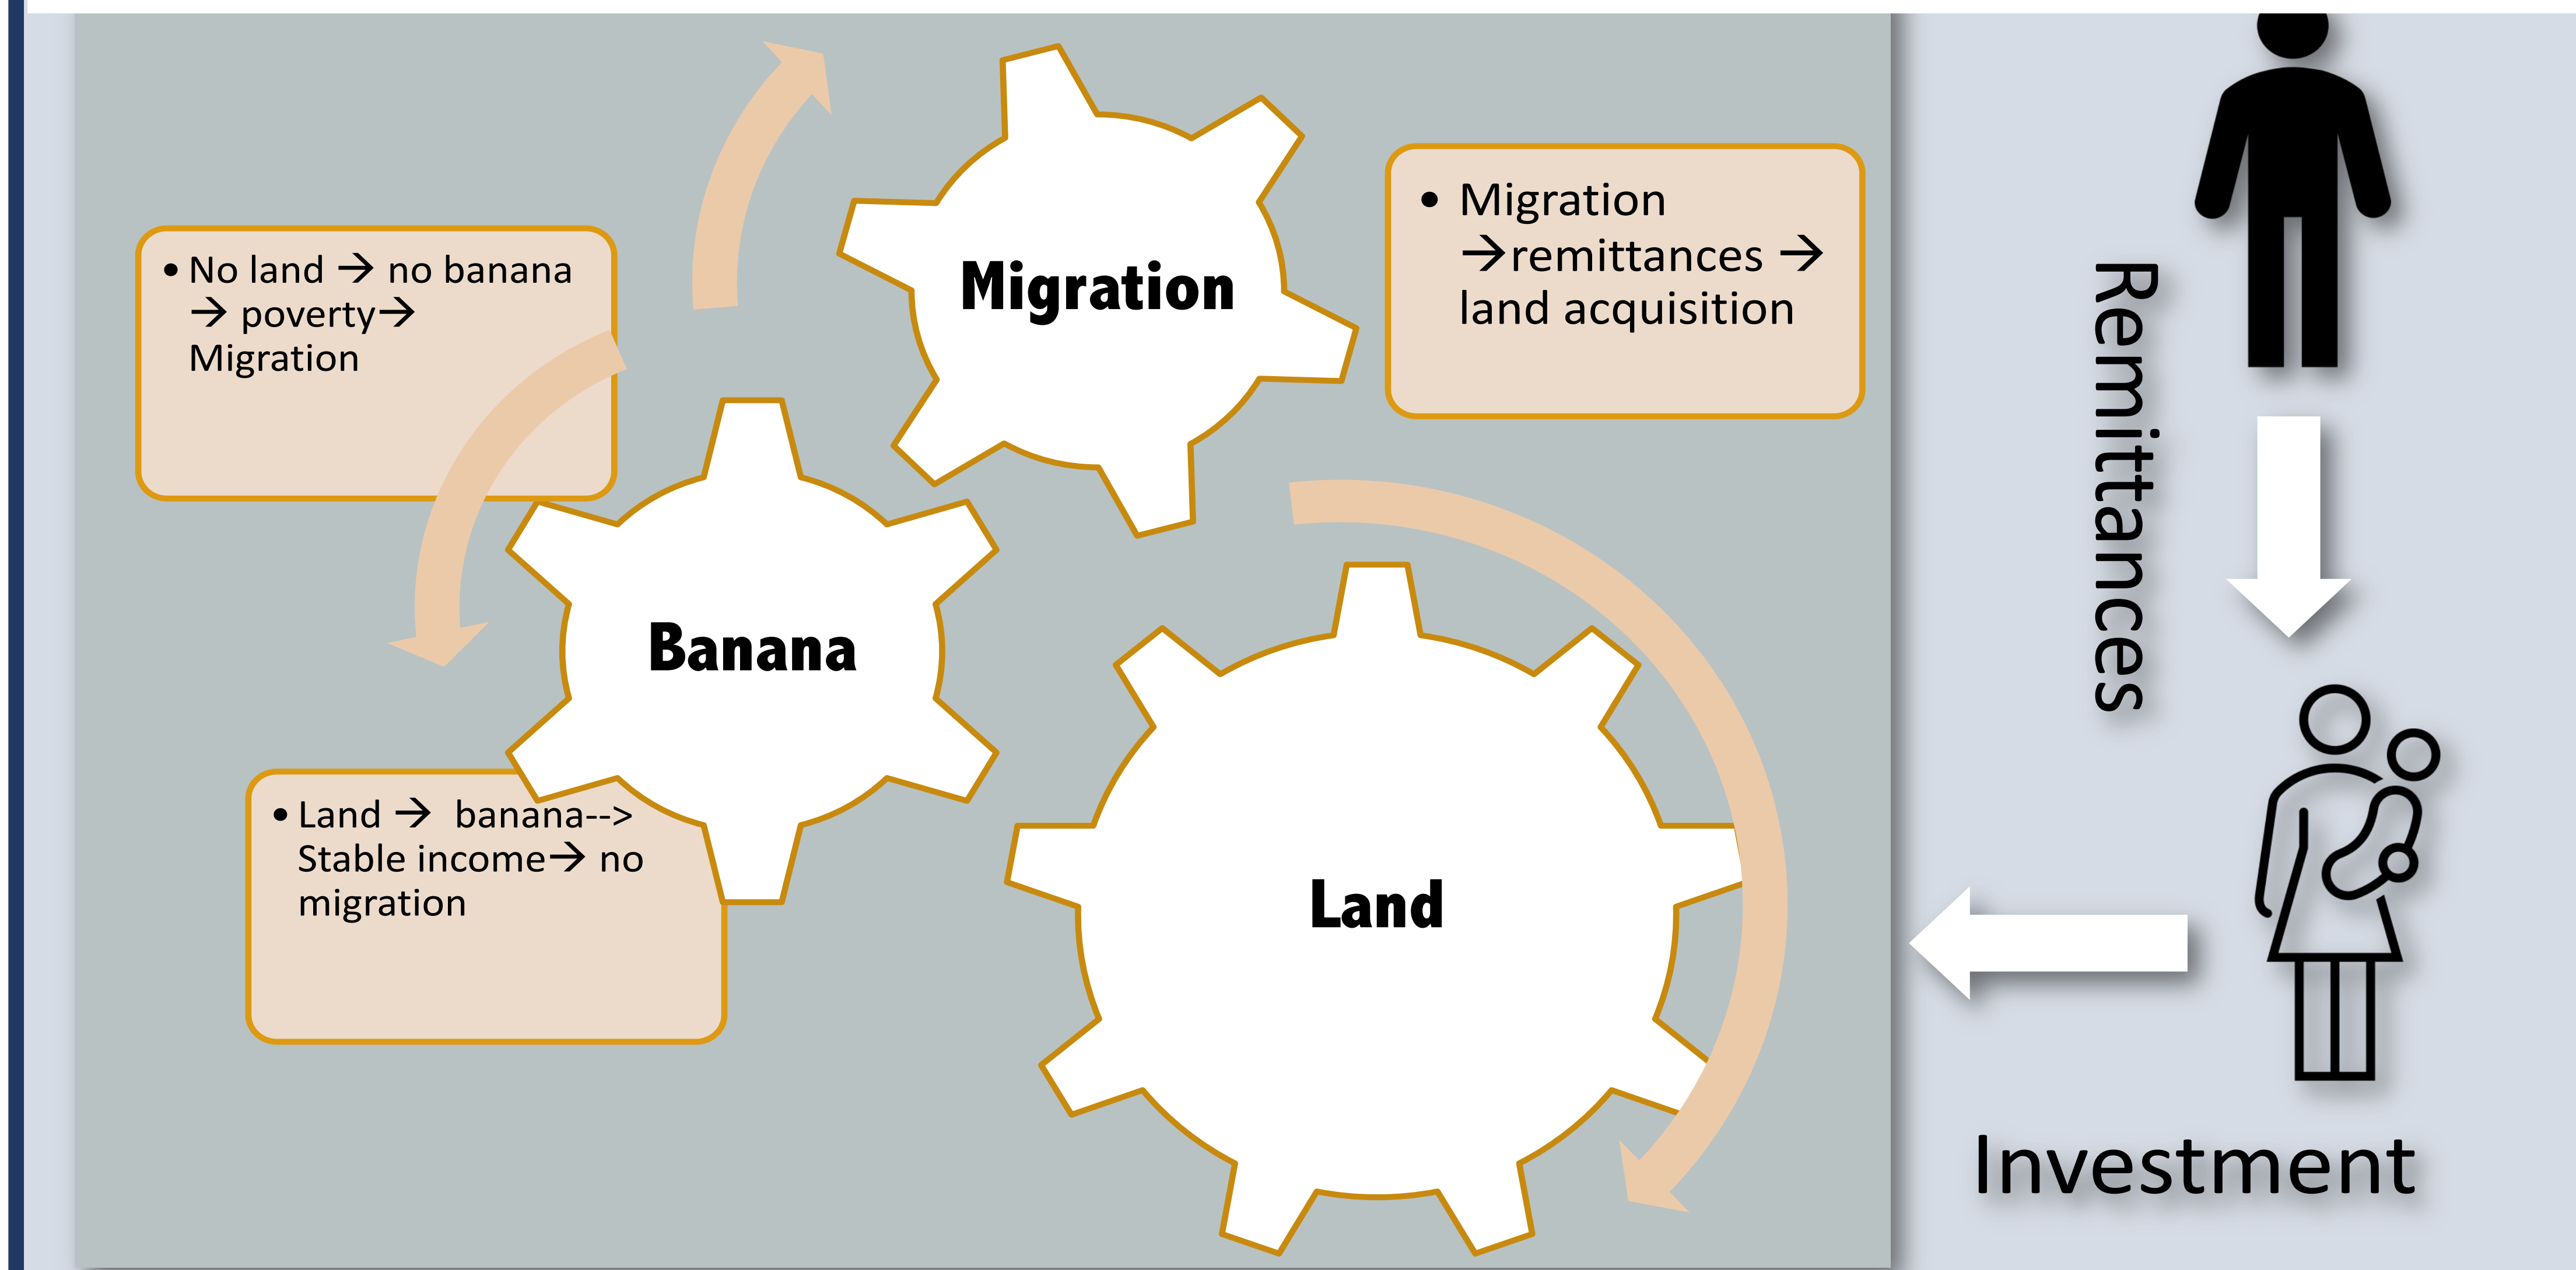 Migration
• Migration
→remittances →
land acquisition
• No land → no banana
→ poverty→
Migration
Banana
• Land → banana-->
Stable income→ no
migration
Land
Remittances
Investment